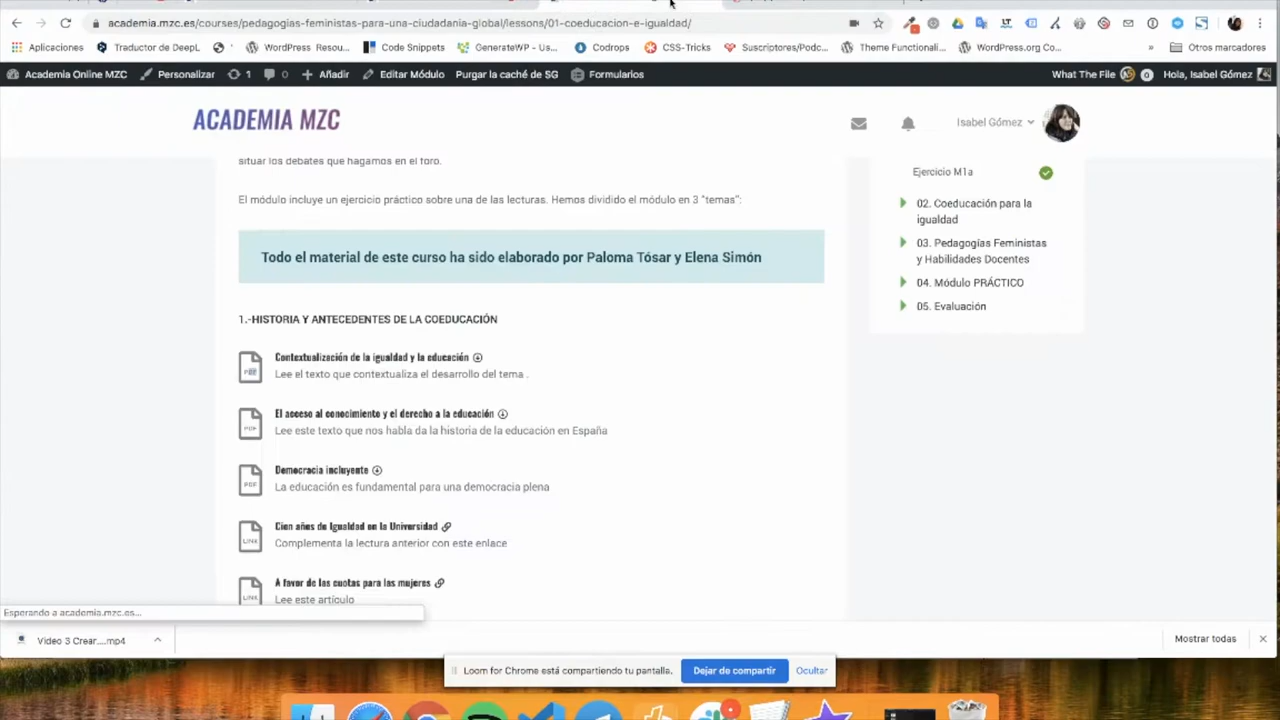 academia.mzc.es/courses/pedagogias-feministas-para-una-ciudadania-global/lessons/01-coeducacion-e-igualdad/
Aplicaciones Traductor de DeepL WordPress Resou... Code Snippets GenerateWP - Us... Codrops CSS-Tricks Suscriptores/Podc... Theme Functionali... WordPress.org Co... » Otros marcadores
Academia Online MZC Personalizar 1 0 Añadir Editar Módulo Purgar la caché de SG Formularios What The File 0 Hola, Isabel Gómez
ACADEMIA MZC
Isabel Gómez
situar los debates que hagamos en el foro.
El módulo incluye un ejercicio práctico sobre una de las lecturas. Hemos dividido el módulo en 3 "temas":
Todo el material de este curso ha sido elaborado por Paloma Tósar y Elena Simón
1.-HISTORIA Y ANTECEDENTES DE LA COEDUCACIÓN
Contextualización de la igualdad y la educación
PDF
Lee el texto que contextualiza el desarrollo del tema .
El acceso al conocimiento y el derecho a la educación
PDF
Lee este texto que nos habla da la historia de la educación en España
Democracia incluyente
PDF
La educación es fundamental para una democracia plena
Cien años de Igualdad en la Universidad
LINK
Complementa la lectura anterior con este enlace
A favor de las cuotas para las mujeres
LINK
Lee este artículo
Ejercicio M1a
02. Coeducación para la
igualdad
03. Pedagogías Feministas
y Habilidades Docentes
04. Módulo PRÁCTICO
05. Evaluación
Esperando a academia.mzc.es...
Video 3 Crear....mp4
Mostrar todas
Loom for Chrome está compartiendo tu pantalla.
Dejar de compartir
Ocultar